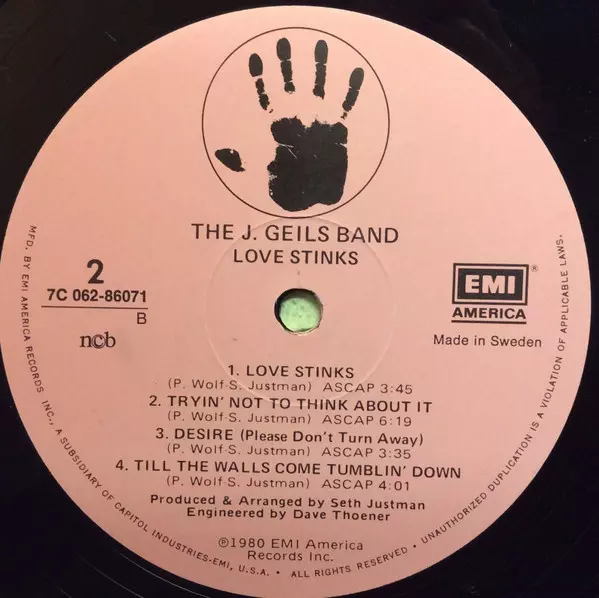 THE J. GEILS BAND
LOVE STINKS
2
7C 062-86071
B
ncb
EMI®
AMERICA
Made in Sweden
1. LOVE STINKS
(P. Wolf-S. Justman) ASCAP 3:45
2. TRYIN' NOT TO THINK ABOUT IT
(P. Wolf-S. Justman) ASCAP 6:19
3. DESIRE (Please Don't Turn Away)
(P. Wolf-S. Justman) ASCAP 3:35
4. TILL THE WALLS COME TUMBLIN' DOWN
(P. Wolf-S. Justman) ASCAP 4:01
Produced & Arranged by Seth Justman
Engineered by Dave Thoener
℗1980 EMI America
Records Inc.
MFD. BY EMI AMERICA RECORDS INC., A SUBSIDIARY OF CAPITOL INDUSTRIES-EMI, U.S.A. • ALL RIGHTS RESERVED • UNAUTHORIZED DUPLICATION IS A VIOLATION OF APPLICABLE LAWS.